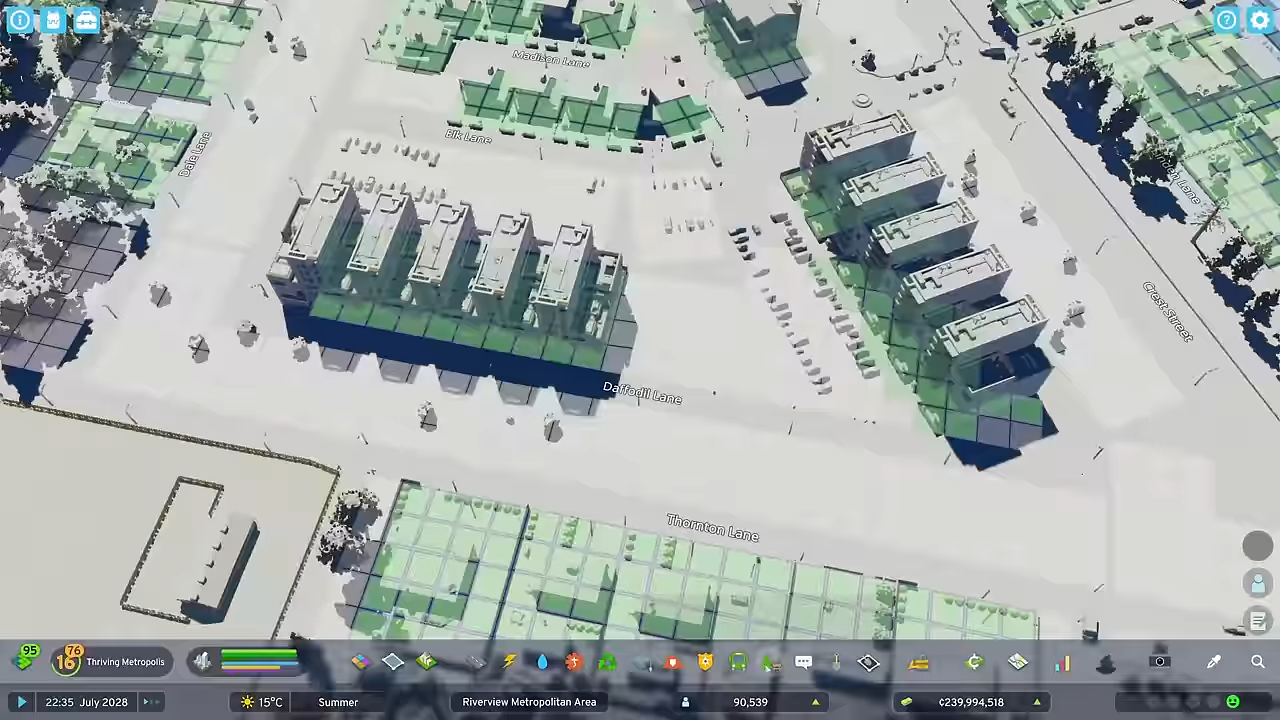 Madison Lane
Elk Lane
Dale Lane
Crest Street
Daffodil Lane
Thornton Lane
95
76
16
Thriving Metropolis
22:35 July 2028
15°C
Summer
Riverview Metropolitan Area
90,539
¢239,994,518